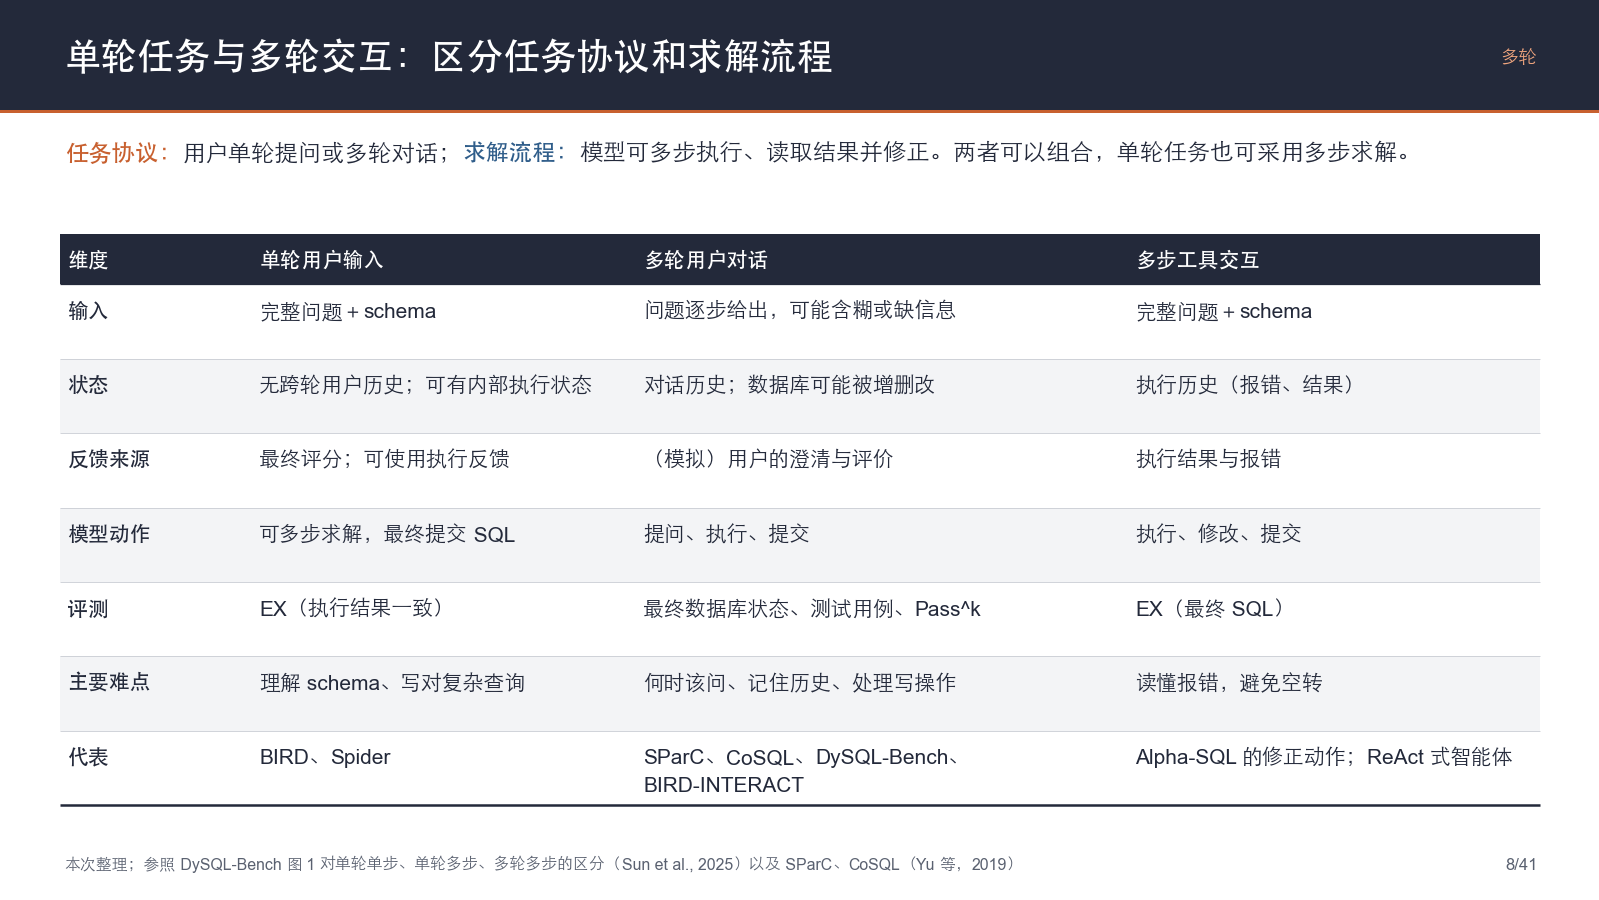 单轮任务与多轮交互：区分任务协议和求解流程
多轮
任务协议：用户单轮提问或多轮对话；求解流程：模型可多步执行、读取结果并修正。两者可以组合，单轮任务也可采用多步求解。
维度 单轮用户输入 多轮用户对话 多步工具交互
输入 完整问题 + schema 问题逐步给出，可能含糊或缺信息 完整问题 + schema
状态 无跨轮用户历史；可有内部执行状态 对话历史；数据库可能被增删改 执行历史（报错、结果）
反馈来源 最终评分；可使用执行反馈 （模拟）用户的澄清与评价 执行结果与报错
模型动作 可多步求解，最终提交 SQL 提问、执行、提交 执行、修改、提交
评测 EX（执行结果一致） 最终数据库状态、测试用例、Pass^k EX（最终 SQL）
主要难点 理解 schema、写对复杂查询 何时该问、记住历史、处理写操作 读懂报错，避免空转
代表 BIRD、Spider SParC、CoSQL、DySQL-Bench、 Alpha-SQL 的修正动作；ReAct 式智能体
BIRD-INTERACT
本次整理；参照 DySQL-Bench 图 1 对单轮单步、单轮多步、多轮多步的区分（Sun et al., 2025）以及 SParC、CoSQL（Yu 等，2019）
8/41